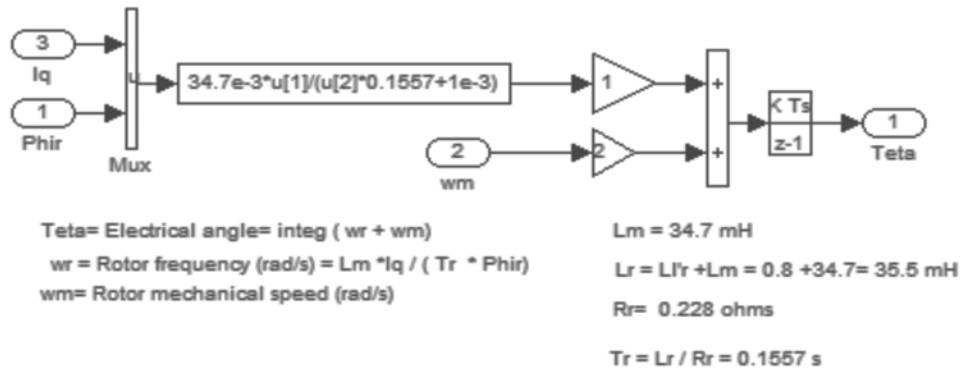 3
Iq
1
Phir
u
Mux
34.7e-3*u[1]/(u[2]*0.1557+1e-3)
1
2
wm
2
+
+
K Ts
z-1
1
Teta
Teta= Electrical angle= integ ( wr + wm)
wr = Rotor frequency (rad/s) = Lm *Iq / ( Tr * Phir)
wm= Rotor mechanical speed (rad/s)
Lm = 34.7 mH
Lr = Ll'r +Lm = 0.8 +34.7= 35.5 mH
Rr= 0.228 ohms
Tr = Lr / Rr = 0.1557 s